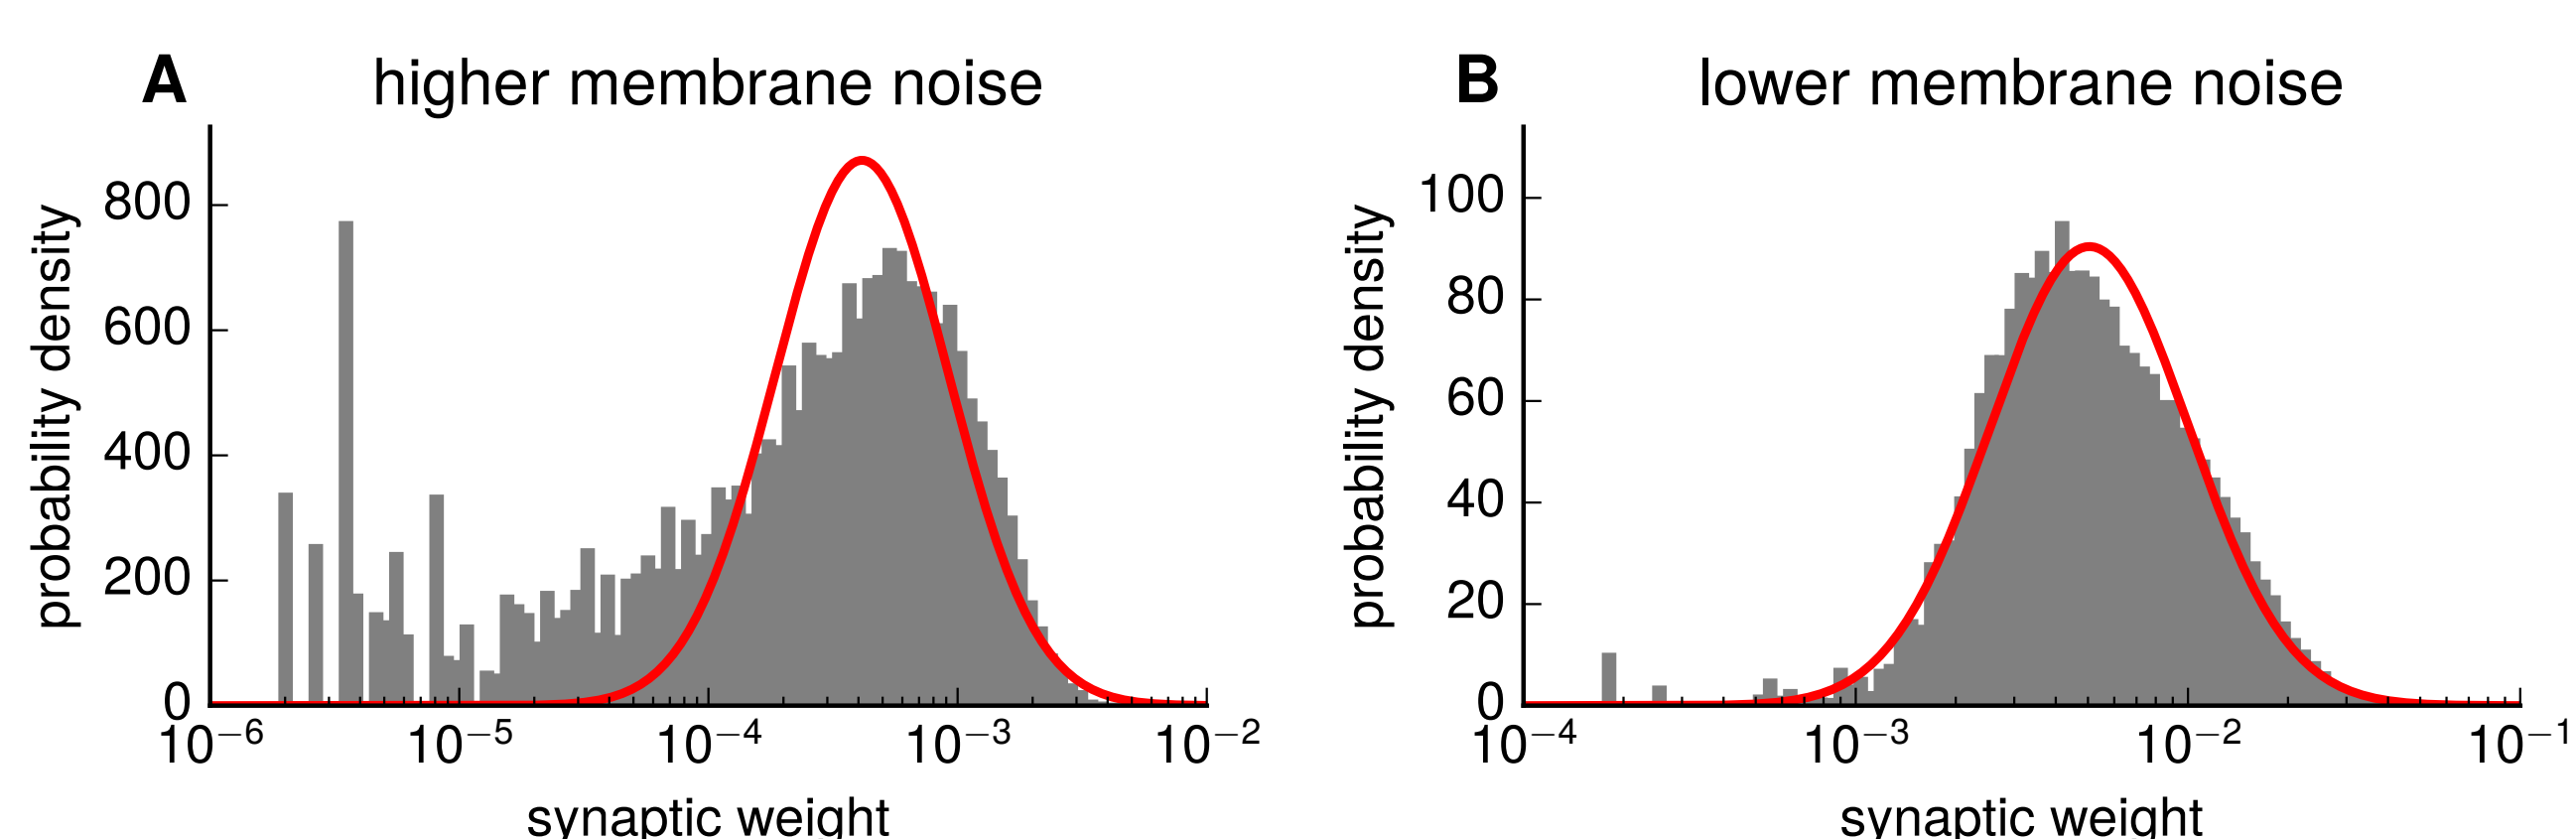 A higher membrane noise
probability density
800
600
400
200
0
10⁻⁶ 10⁻⁵ 10⁻⁴ 10⁻³ 10⁻²
synaptic weight
B lower membrane noise
probability density
100
80
60
40
20
0
10⁻⁴ 10⁻³ 10⁻² 10⁻¹
synaptic weight